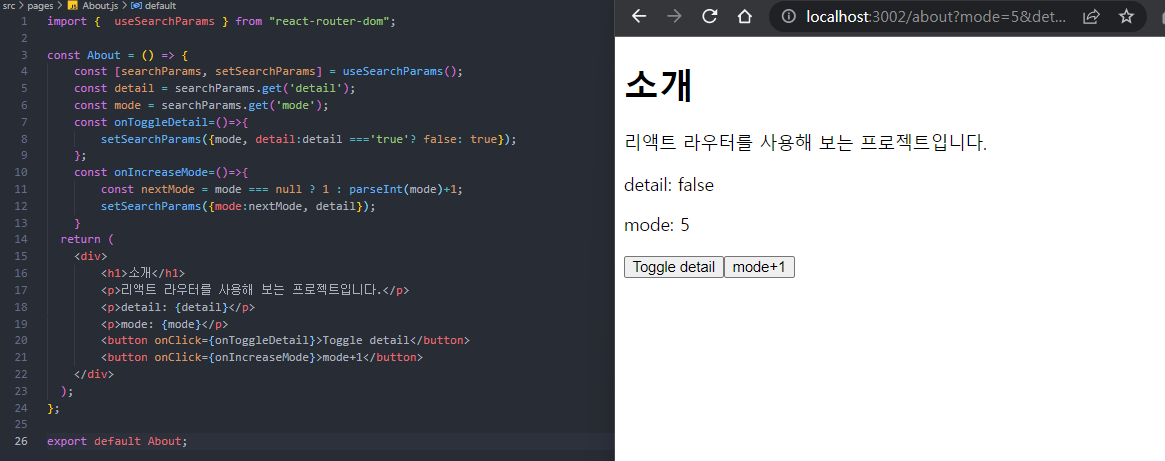 src > pages > About.js > default
1 import {  useSearchParams } from "react-router-dom";
2
3 const About = () => {
4     const [searchParams, setSearchParams] = useSearchParams();
5     const detail = searchParams.get('detail');
6     const mode = searchParams.get('mode');
7     const onToggleDetail=()=>{
8         setSearchParams({mode, detail:detail ==='true'? false: true});
9     };
10     const onIncreaseMode=()=>{
11         const nextMode = mode === null ? 1 : parseInt(mode)+1;
12         setSearchParams({mode:nextMode, detail});
13     }
14   return (
15     <div>
16         <h1>소개</h1>
17         <p>리액트 라우터를 사용해 보는 프로젝트입니다.</p>
18         <p>detail: {detail}</p>
19         <p>mode: {mode}</p>
20         <button onClick={onToggleDetail}>Toggle detail</button>
21         <button onClick={onIncreaseMode}>mode+1</button>
22     </div>
23   );
24 };
25
26 export default About;
localhost:3002/about?mode=5&det...
소개
리액트 라우터를 사용해 보는 프로젝트입니다.
detail: false
mode: 5
Toggle detail mode+1